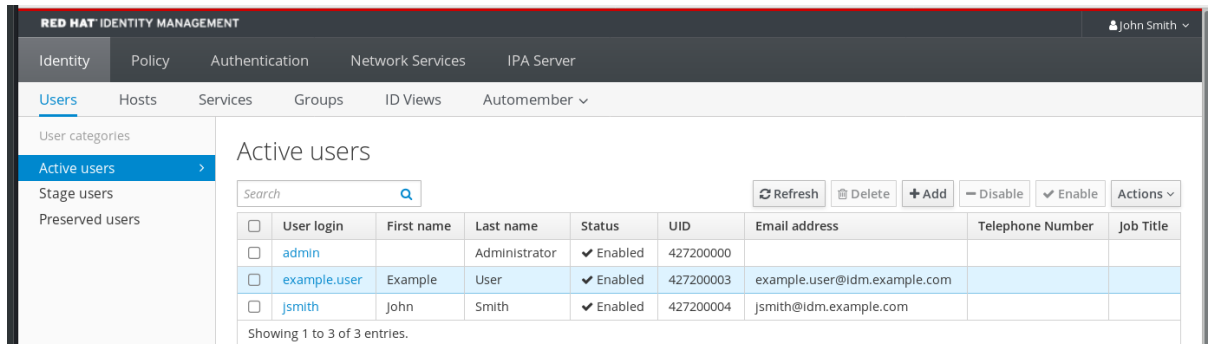 RED HAT® IDENTITY MANAGEMENT John Smith
Identity Policy Authentication Network Services IPA Server
Users Hosts Services Groups ID Views Automember
User categories
Active users
Stage users
Preserved users
Active users
Search Refresh Delete Add Disable Enable Actions
User login First name Last name Status UID Email address Telephone Number Job Title
admin Administrator Enabled 427200000
example.user Example User Enabled 427200003 example.user@idm.example.com
jsmith John Smith Enabled 427200004 jsmith@idm.example.com
Showing 1 to 3 of 3 entries.